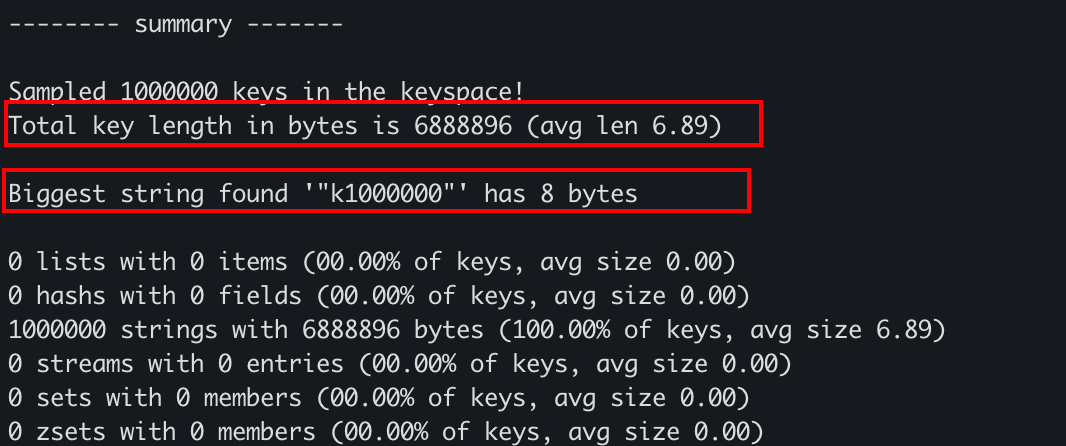 -------- summary -------
Sampled 1000000 keys in the keyspace!
Total key length in bytes is 6888896 (avg len 6.89)
Biggest string found '"k1000000"' has 8 bytes
0 lists with 0 items (00.00% of keys, avg size 0.00)
0 hashs with 0 fields (00.00% of keys, avg size 0.00)
1000000 strings with 6888896 bytes (100.00% of keys, avg size 6.89)
0 streams with 0 entries (00.00% of keys, avg size 0.00)
0 sets with 0 members (00.00% of keys, avg size 0.00)
0 zsets with 0 members (00.00% of keys, avg size 0.00)